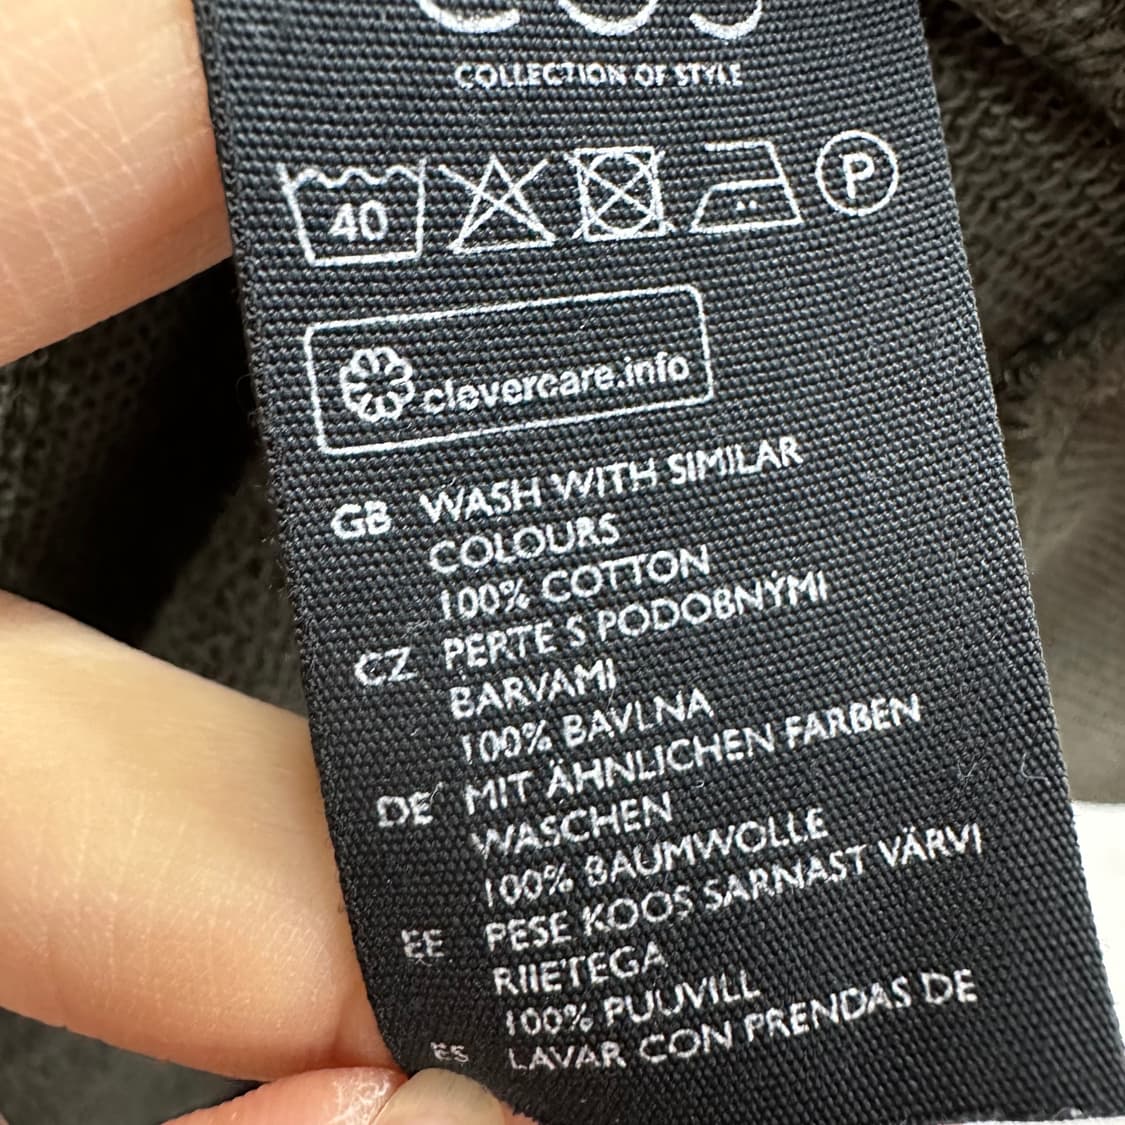 COS
COLLECTION OF STYLE
40 P
clevercare.info
GB WASH WITH SIMILAR
COLOURS
100% COTTON
CZ PERTE S PODOBNÝMI
BARVAMI
100% BAVLNA
DE MIT ÄHNLICHEN FARBEN
WASCHEN
100% BAUMWOLLE
EE PESE KOOS SARNAST VÄRVI
RIIETEGA
100% PUUVILL
ES LAVAR CON PRENDAS DE